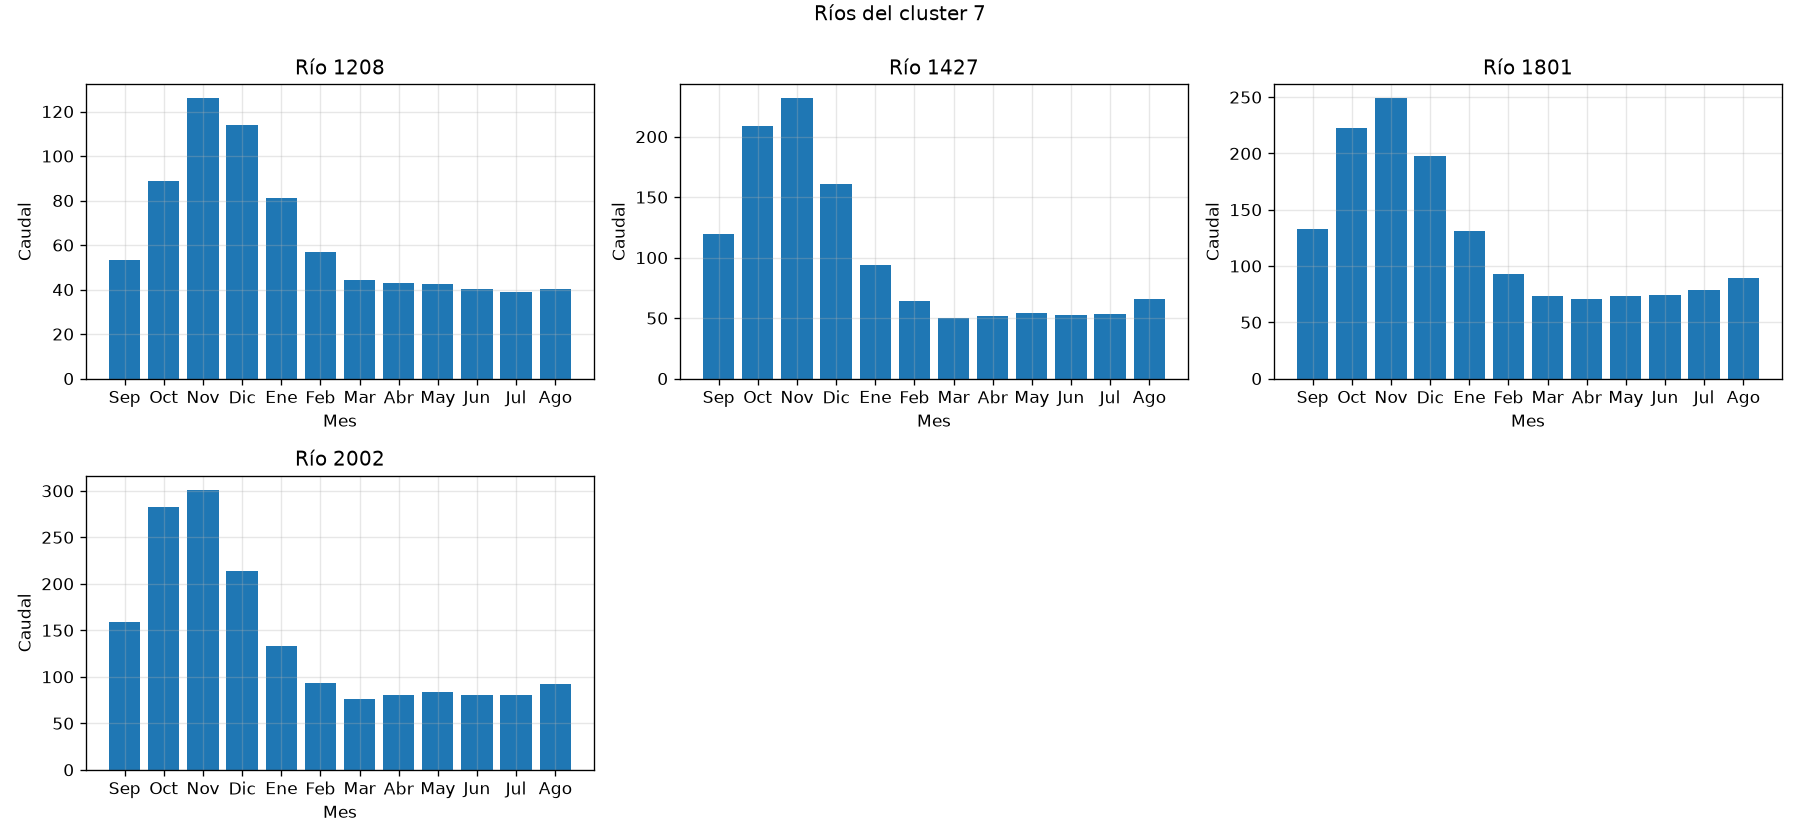 Ríos del cluster 7
Río 1208
Caudal
120
100
80
60
40
20
0
Sep Oct Nov Dic Ene Feb Mar Abr May Jun Jul Ago
Mes
Río 1427
Caudal
200
150
100
50
0
Sep Oct Nov Dic Ene Feb Mar Abr May Jun Jul Ago
Mes
Río 1801
Caudal
250
200
150
100
50
0
Sep Oct Nov Dic Ene Feb Mar Abr May Jun Jul Ago
Mes
Río 2002
Caudal
300
250
200
150
100
50
0
Sep Oct Nov Dic Ene Feb Mar Abr May Jun Jul Ago
Mes